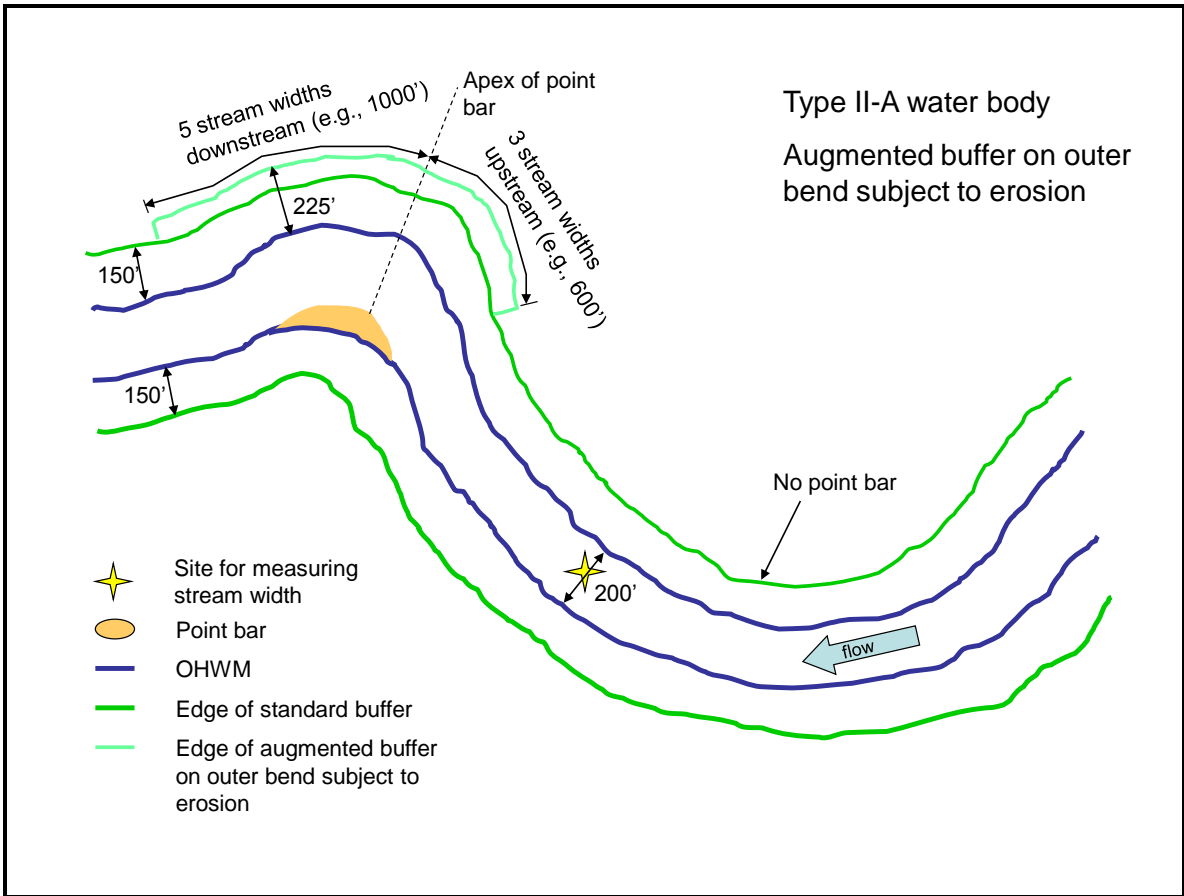 Type II-A water body
Augmented buffer on outer
bend subject to erosion
Apex of point
bar
5 stream widths
downstream (e.g., 1000’)
3 stream widths
upstream (e.g., 600’)
225’
150’
150’
No point bar
200’
flow
Site for measuring
stream width
Point bar
OHWM
Edge of standard buffer
Edge of augmented buffer
on outer bend subject to
erosion